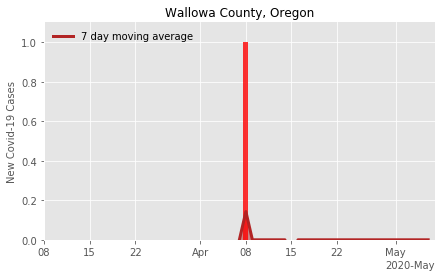 Wallowa County, Oregon
7 day moving average
New Covid-19 Cases
1.0
0.8
0.6
0.4
0.2
0.0
08 15 22 Apr 08 15 22 May
2020-May